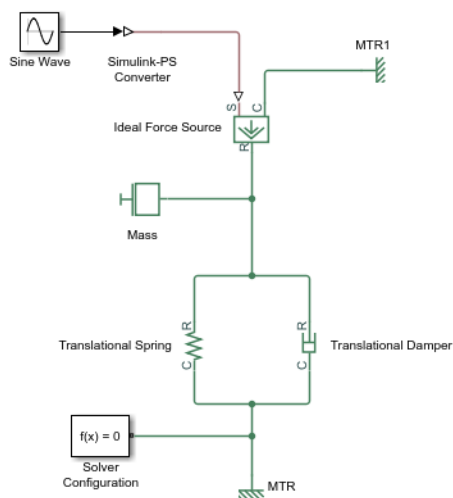 MTR1
Sine Wave
Simulink-PS
Converter
S
C
Ideal Force Source
R
Mass
R
R
Translational Spring
Translational Damper
C
C
f(x) = 0
Solver
Configuration
MTR